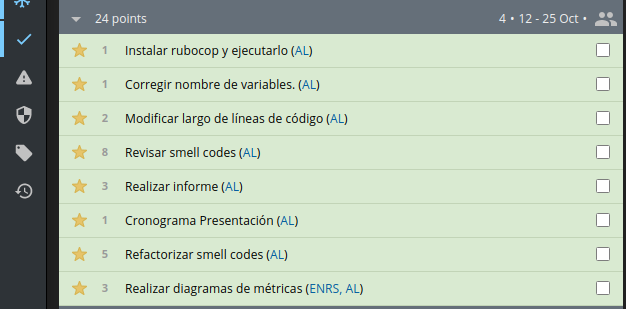 24 points 4 • 12 - 25 Oct •
1 Instalar rubocop y ejecutarlo (AL)
1 Corregir nombre de variables. (AL)
2 Modificar largo de líneas de código (AL)
8 Revisar smell codes (AL)
3 Realizar informe (AL)
1 Cronograma Presentación (AL)
5 Refactorizar smell codes (AL)
3 Realizar diagramas de métricas (ENRS, AL)